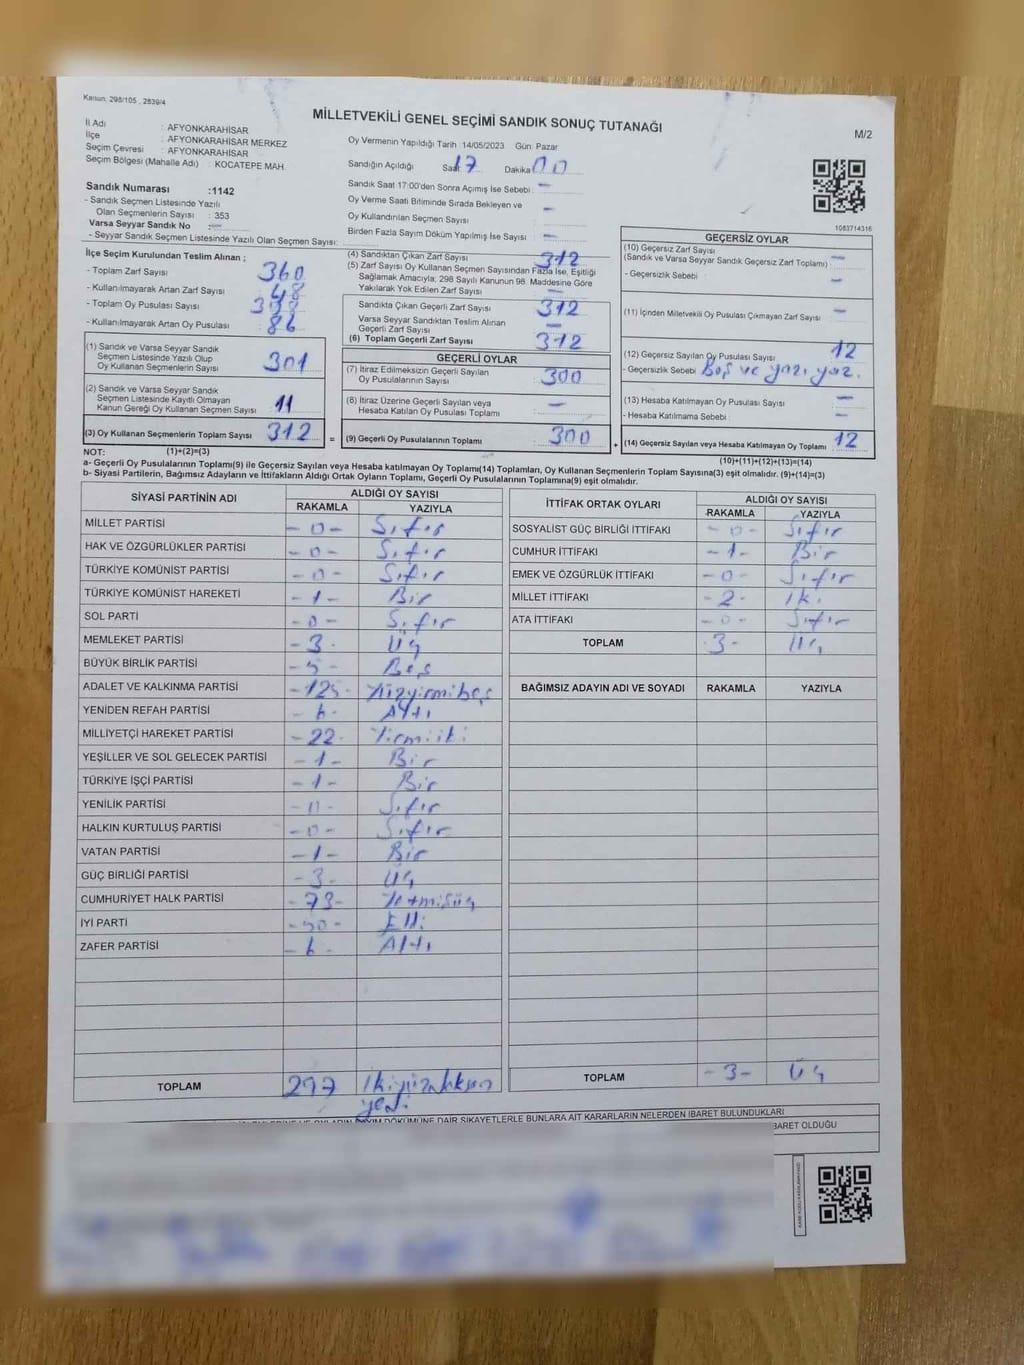 Kanun: 298/105 , 2839/4
MİLLETVEKİLİ GENEL SEÇİMİ SANDIK SONUÇ TUTANAĞI
M/2
İl Adı : AFYONKARAHİSAR
İlçe : AFYONKARAHİSAR MERKEZ
Seçim Çevresi : AFYONKARAHİSAR
Seçim Bölgesi (Mahalle Adı) : KOCATEPE MAH.
Oy Vermenin Yapıldığı Tarih : 14/05/2023 Gün: Pazar
Sandığın Açıldığı Saat 17 Dakika 00
Sandık Saat 17:00'den Sonra Açımış İse Sebebi : -
Oy Verme Saati Bitiminde Sırada Bekleyen ve
Oy Kullandırılan Seçmen Sayısı -
Birden Fazla Sayım Döküm Yapılmış İse Sayısı -
Sandık Numarası :1142
- Sandık Seçmen Listesinde Yazılı
Olan Seçmenlerin Sayısı : 353
Varsa Seyyar Sandık No -
- Seyyar Sandık Seçmen Listesinde Yazılı Olan Seçmen Sayısı:
1083714316
İlçe Seçim Kurulundan Teslim Alınan ;
- Toplam Zarf Sayısı 360
- Kullanılmayarak Artan Zarf Sayısı 48
- Toplam Oy Pusulası Sayısı
- Kullanılmayarak Artan Oy Pusulası 86
(1) Sandık ve Varsa Seyyar Sandık
Seçmen Listesinde Yazılı Olup
Oy Kullanan Seçmenlerin Sayısı 301
(2) Sandık ve Varsa Seyyar Sandık
Seçmen Listesinde Kayıtlı Olmayan
Kanun Gereği Oy Kullanan Seçmen Sayısı 11
(3) Oy Kullanan Seçmenlerin Toplam Sayısı 312
(4) Sandıktan Çıkan Zarf Sayısı 312
(5) Zarf Sayısı Oy Kullanan Seçmen Sayısından Fazla İse, Eşitliği
Sağlamak Amacıyla; 298 Sayılı Kanunun 98. Maddesine Göre
Yakılarak Yok Edilen Zarf Sayısı -
Sandıkta Çıkan Geçerli Zarf Sayısı 312
Varsa Seyyar Sandıktan Teslim Alınan
Geçerli Zarf Sayısı -
(6) Toplam Geçerli Zarf Sayısı 312
GEÇERLİ OYLAR
(7) İtiraz Edilmeksizin Geçerli Sayılan
Oy Pusulalarının Sayısı 300
(8) İtiraz Üzerine Geçerli Sayılan veya
Hesaba Katılan Oy Pusulası Toplamı -
= (9) Geçerli Oy Pusulalarının Toplamı 300
GEÇERSİZ OYLAR
(10) Geçersiz Zarf Sayısı
(Sandık ve Varsa Seyyar Sandık Geçersiz Zarf Toplamı) -
- Geçersizlik Sebebi : -
(11) İçinden Milletvekili Oy Pusulası Çıkmayan Zarf Sayısı -
(12) Geçersiz Sayılan Oy Pusulası Sayısı 12
- Geçersizlik Sebebi : Boş ve yazı yaz.
(13) Hesaba Katılmayan Oy Pusulası Sayısı -
- Hesaba Katılmama Sebebi : -
+ (14) Geçersiz Sayılan veya Hesaba Katılmayan Oy Toplamı 12
NOT: (1)+(2)=(3) (10)+(11)+(12)+(13)=(14)
a- Geçerli Oy Pusulalarının Toplamı(9) ile Geçersiz Sayılan veya Hesaba katılmayan Oy Toplamı(14) Toplamları, Oy Kullanan Seçmenlerin Toplam Sayısına(3) eşit olmalıdır. (9)+(14)=(3)
b- Siyasi Partilerin, Bağımsız Adayların ve İttifakların Aldığı Ortak Oyların Toplamı, Geçerli Oy Pusulalarının Toplamına(9) eşit olmalıdır.
SİYASİ PARTİNİN ADI ALDIĞI OY SAYISI
RAKAMLA YAZIYLA
MİLLET PARTİSİ -0- Sıfır
HAK VE ÖZGÜRLÜKLER PARTİSİ -0- Sıfır
TÜRKİYE KOMÜNİST PARTİSİ -0- Sıfır
TÜRKİYE KOMÜNİST HAREKETİ -1- Bir
SOL PARTİ -0- Sıfır
MEMLEKET PARTİSİ -3- Üç
BÜYÜK BİRLİK PARTİSİ -5- Beş
ADALET VE KALKINMA PARTİSİ -125- Yüzyirmibeş
YENİDEN REFAH PARTİSİ -6- Altı
MİLLİYETÇİ HAREKET PARTİSİ -22- Yirmiiki
YEŞİLLER VE SOL GELECEK PARTİSİ -1- Bir
TÜRKİYE İŞÇİ PARTİSİ -1- Bir
YENİLİK PARTİSİ -0- Sıfır
HALKIN KURTULUŞ PARTİSİ -0- Sıfır
VATAN PARTİSİ -1- Bir
GÜÇ BİRLİĞİ PARTİSİ -3- Üç
CUMHURİYET HALK PARTİSİ -73- Yetmişüç
İYİ PARTİ -50- Elli
ZAFER PARTİSİ -6- Altı
TOPLAM 297 İkiyüzdoksan
yedi
İTTİFAK ORTAK OYLARI ALDIĞI OY SAYISI
RAKAMLA YAZIYLA
SOSYALİST GÜÇ BİRLİĞİ İTTİFAKI -0- Sıfır
CUMHUR İTTİFAKI -1- Bir
EMEK VE ÖZGÜRLÜK İTTİFAKI -0- Sıfır
MİLLET İTTİFAKI -2- İki
ATA İTTİFAKI -0- Sıfır
TOPLAM -3- Üç
BAĞIMSIZ ADAYIN ADI VE SOYADI RAKAMLA YAZIYLA
TOPLAM -3- Üç
DÖKÜMÜNE DAİR ŞİKAYETLERLE BUNLARA AİT KARARLARIN NELERDEN İBARET BULUNDUKLARI
İBARET OLDUĞU